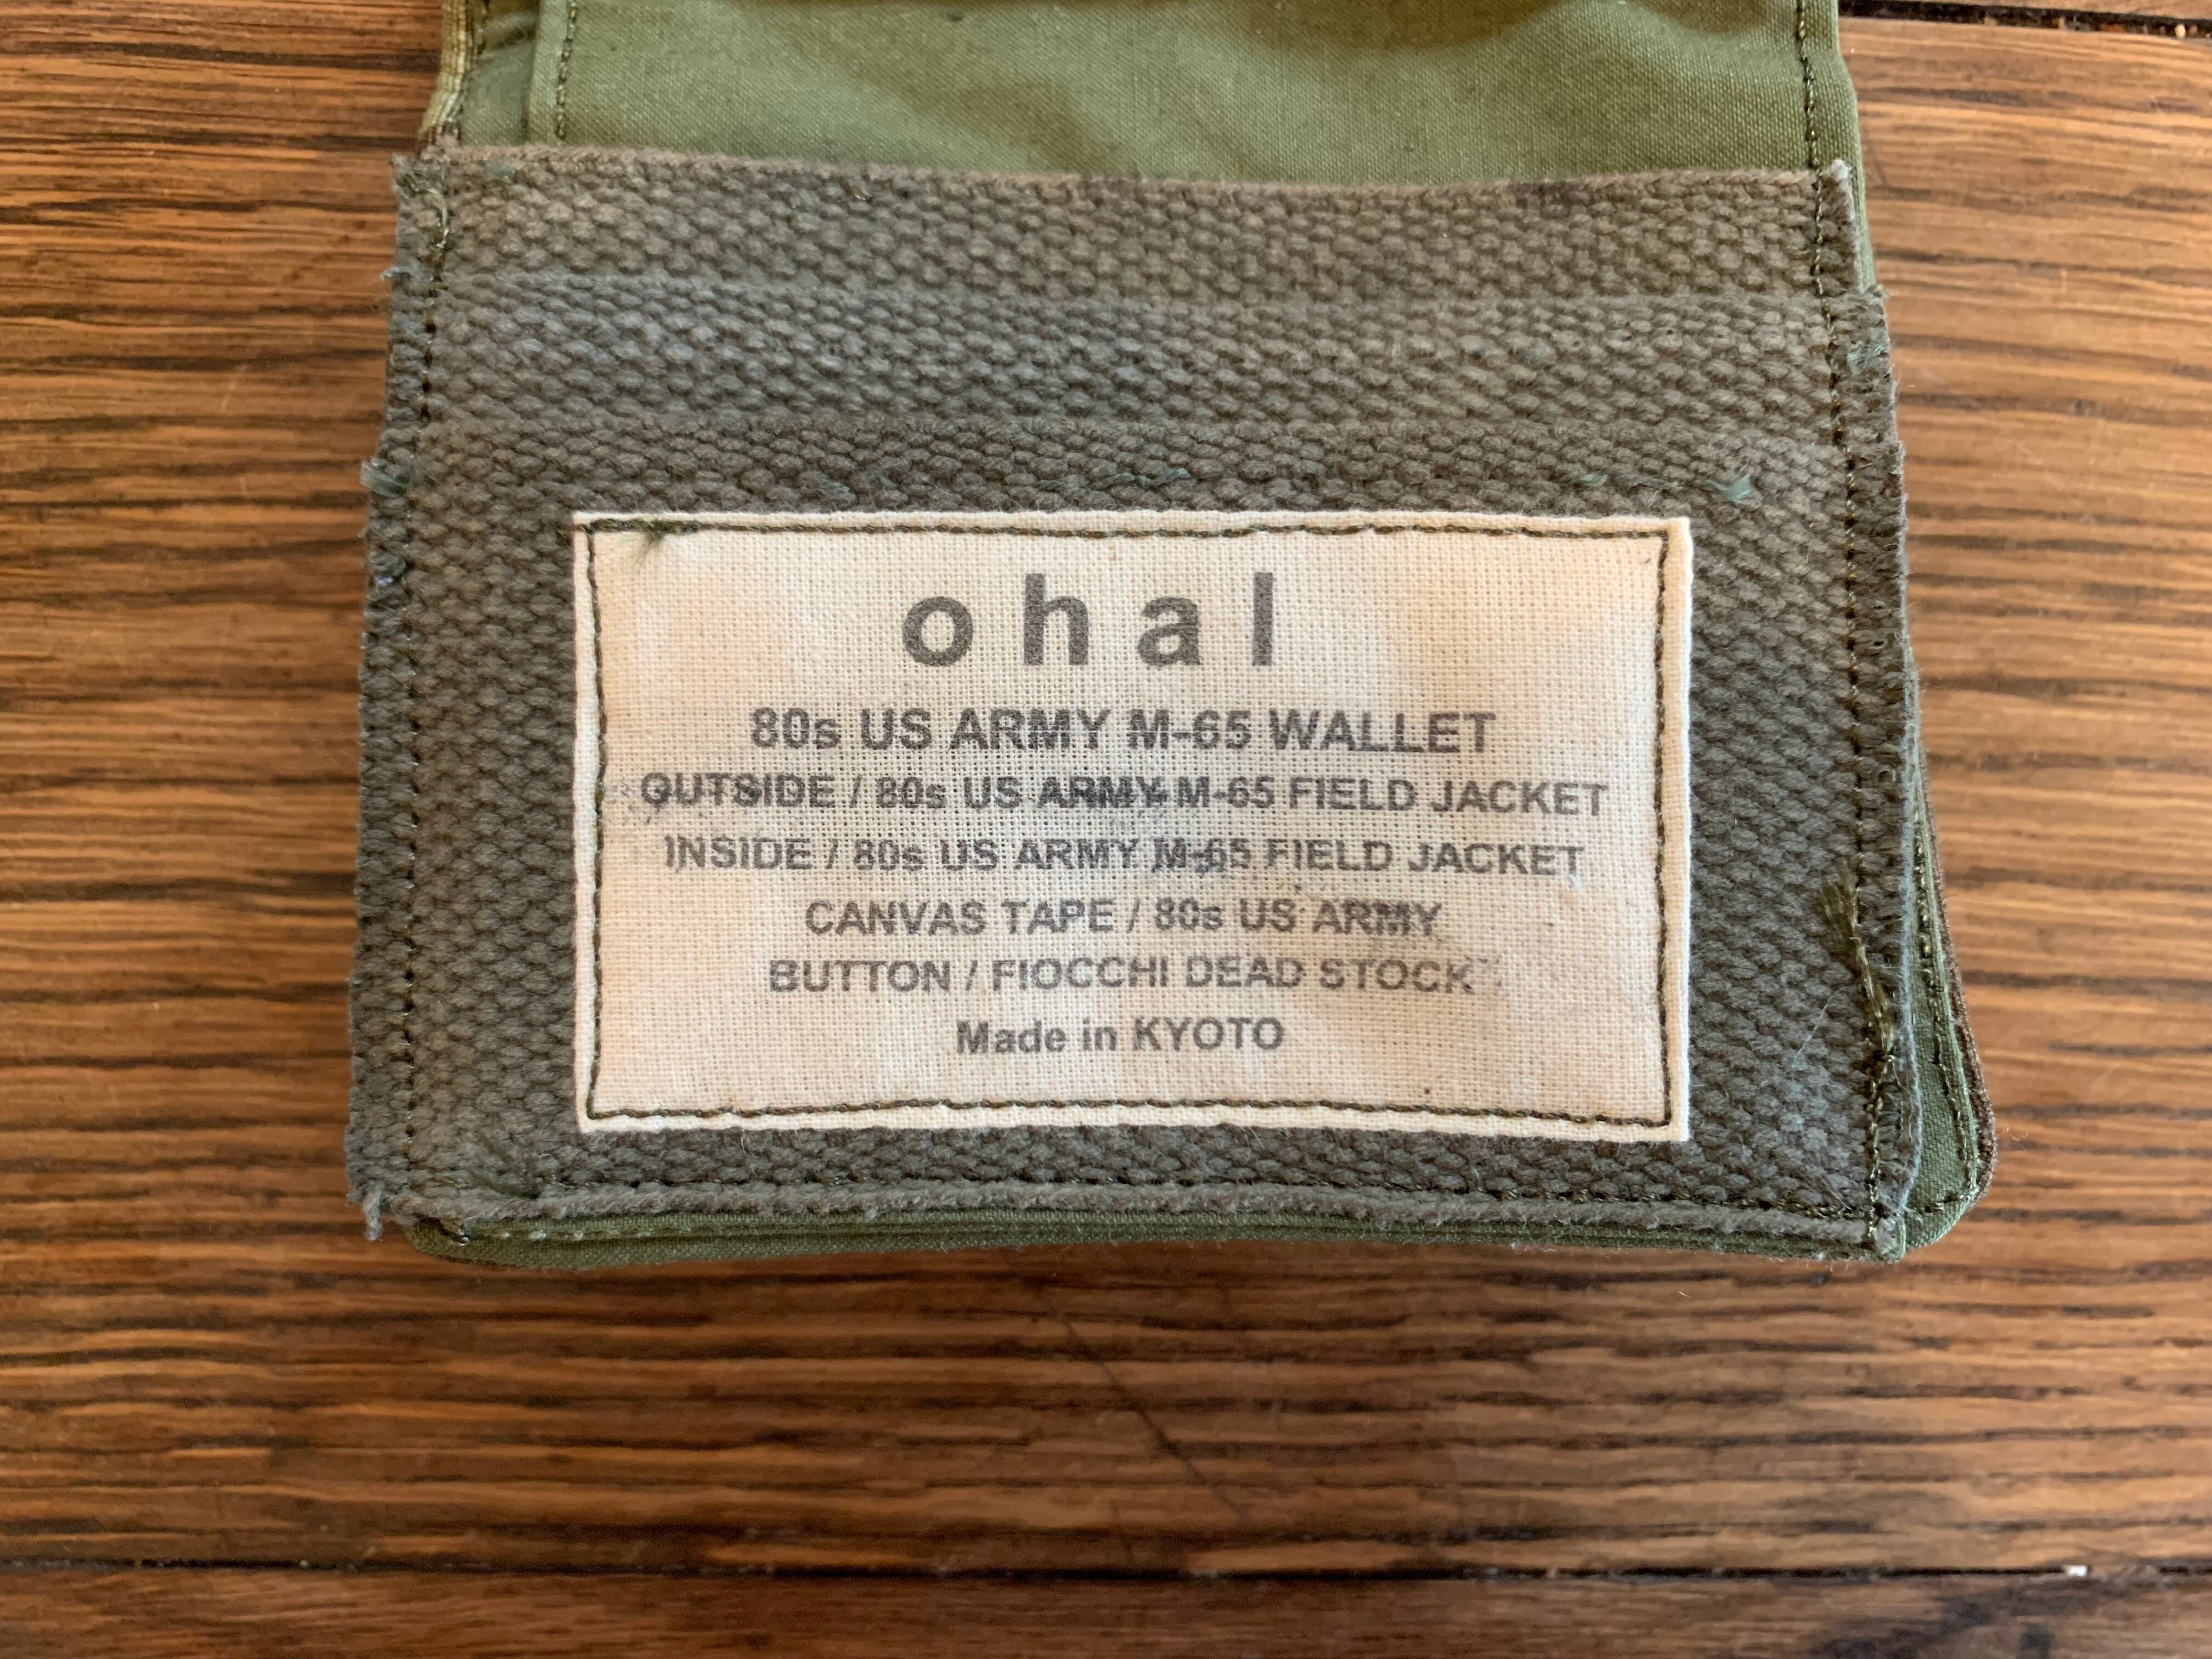 ohal
80s US ARMY M-65 WALLET
OUTSIDE / 80s US ARMY M-65 FIELD JACKET
INSIDE / 80s US ARMY M-65 FIELD JACKET
CANVAS TAPE / 80s US ARMY
BUTTON / FIOCCHI DEAD STOCK
Made in KYOTO